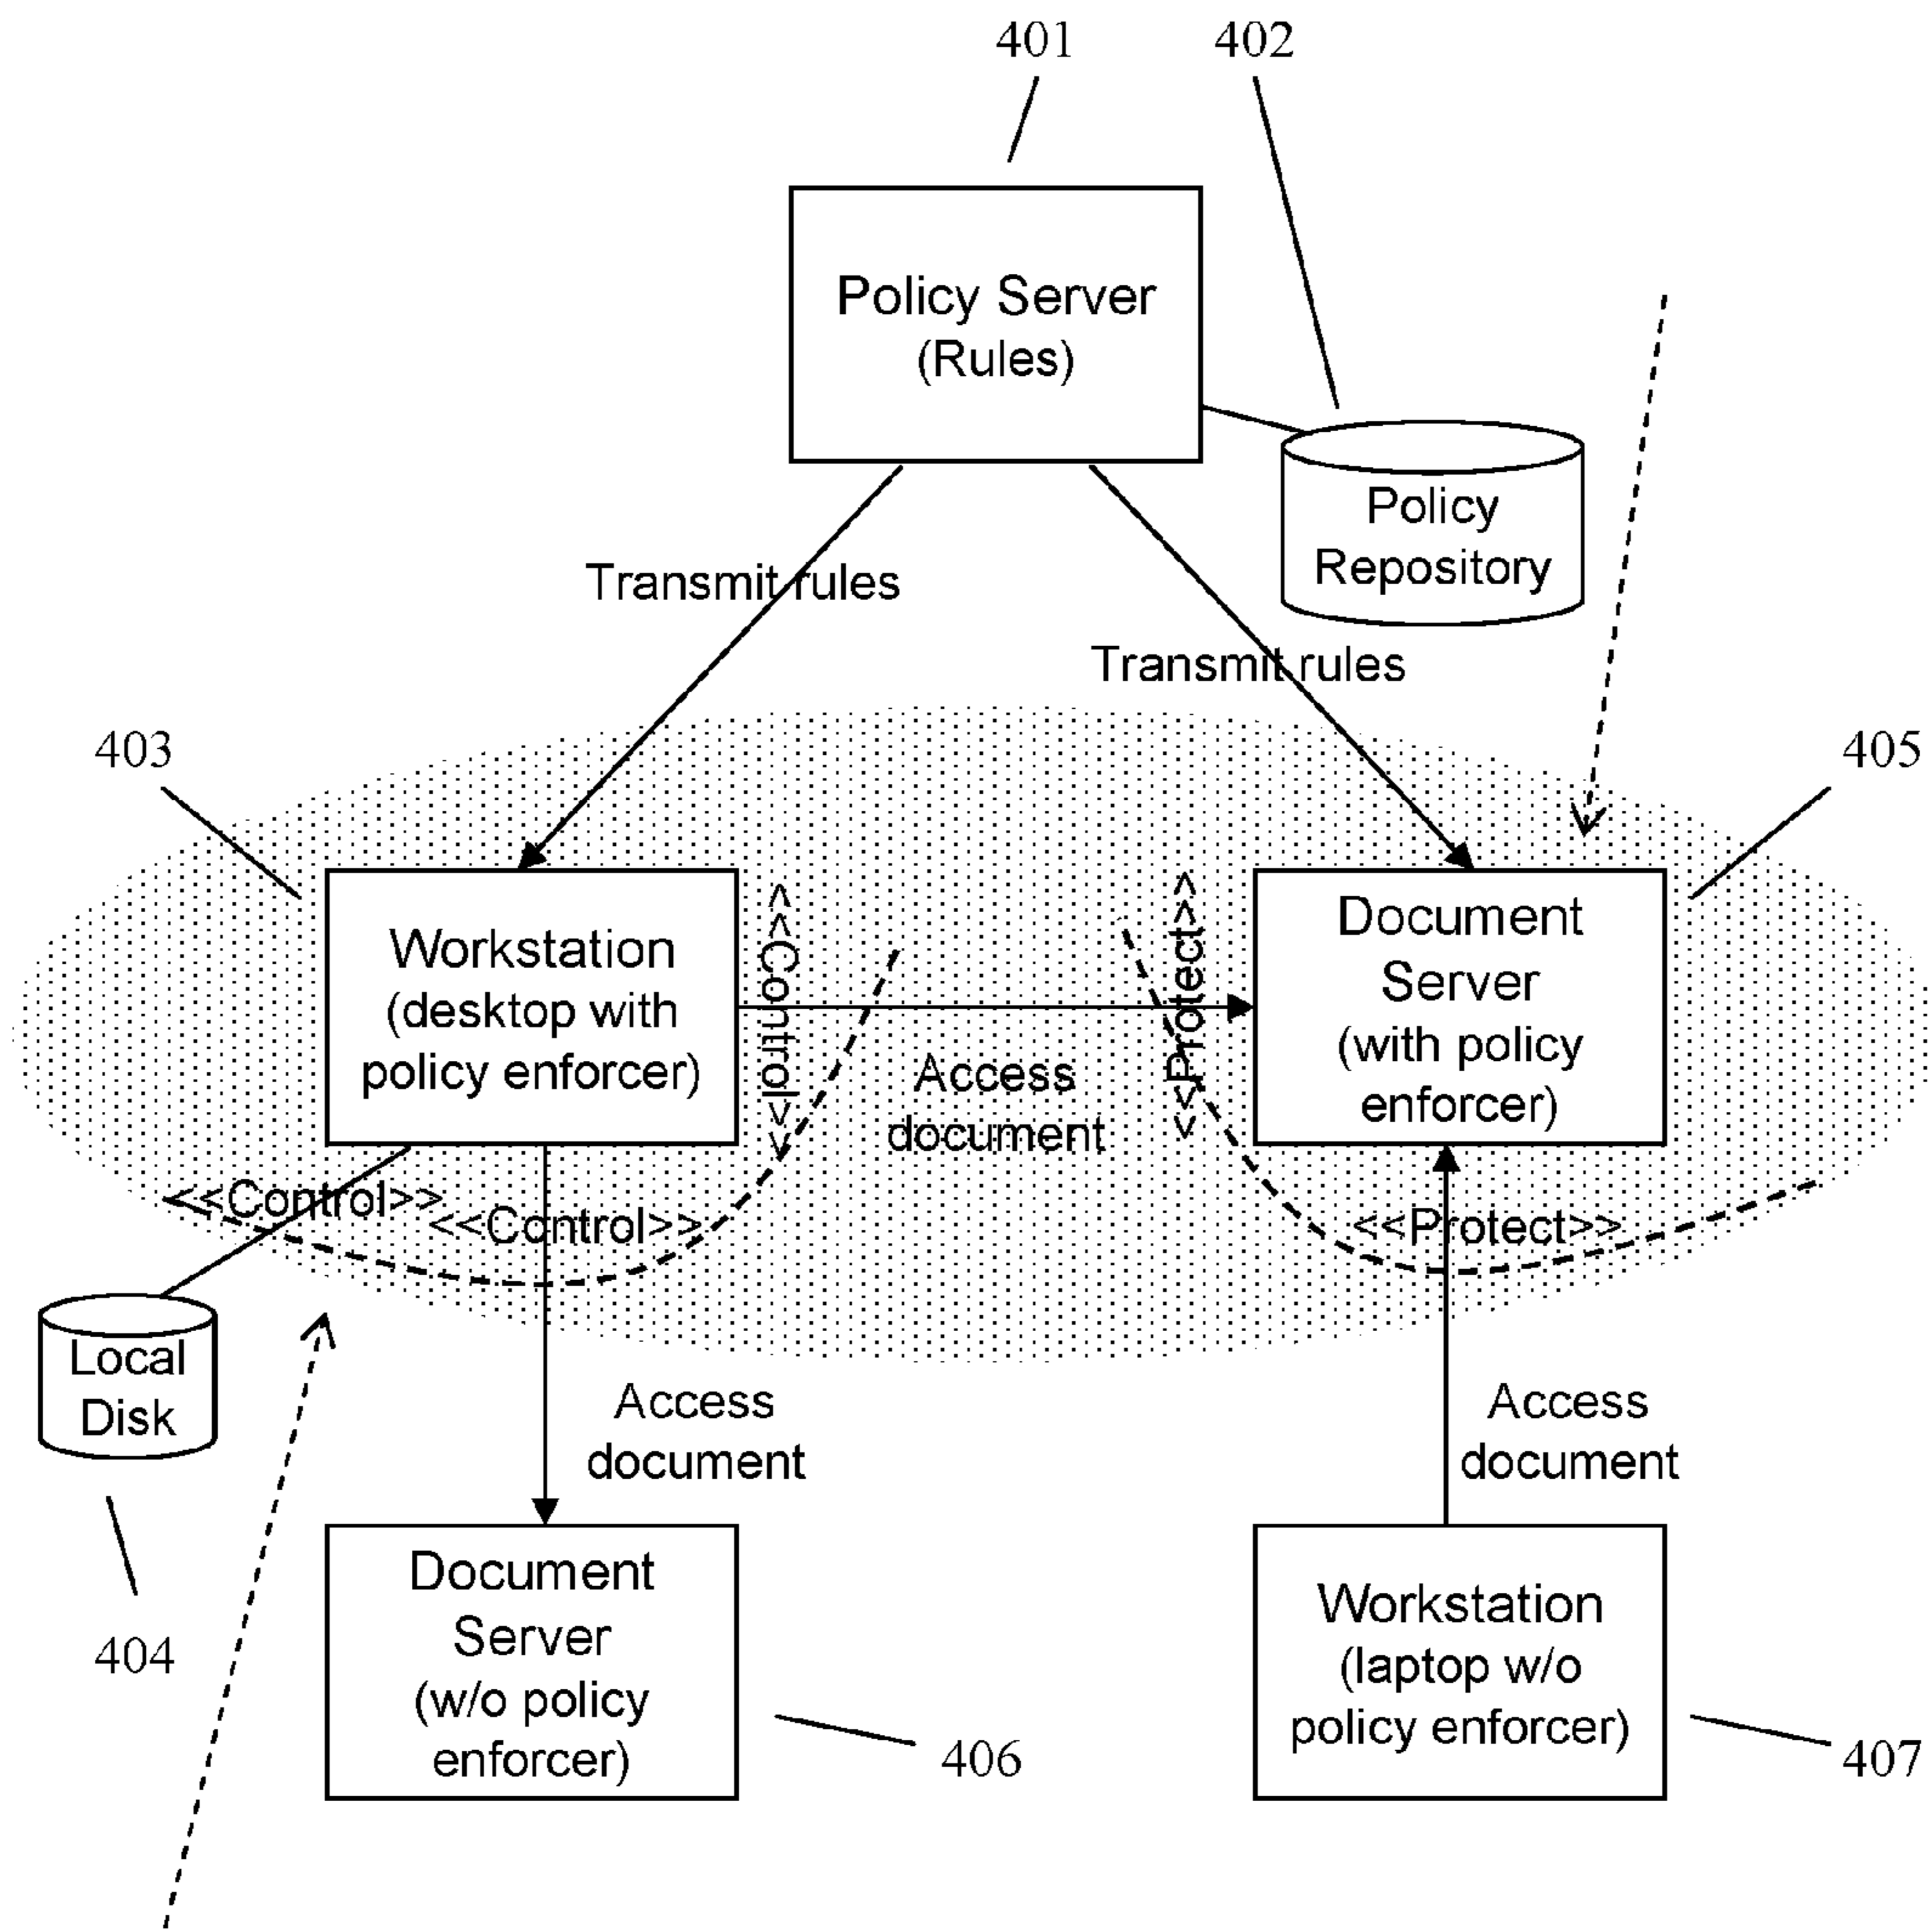 401
402
Policy Server
(Rules)
Policy
Repository
Transmit rules
Transmit rules
403
405
Workstation
(desktop with
policy enforcer)
<<Control>>
Access
document
<<Protect>>
Document
Server
(with policy
enforcer)
<<Control>>
<<Control>>
<<Protect>>
Local
Disk
Access
document
Access
document
404
Document
Server
(w/o policy
enforcer)
406
Workstation
(laptop w/o
policy enforcer)
407